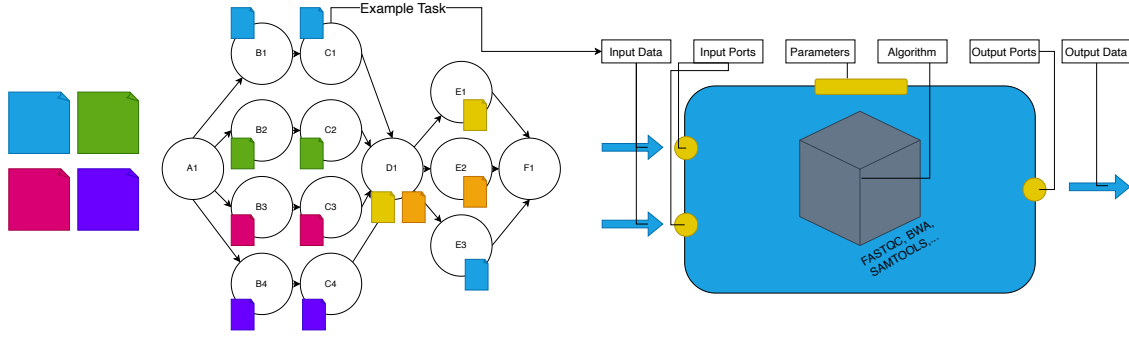 Example Task
B1
C1
B2
C2
A1
D1
B3
C3
B4
C4
E1
E2
E3
F1
Input Data
Input Ports
Parameters
Algorithm
Output Ports
Output Data
FASTQC, BWA,
SAMTOOLS,...